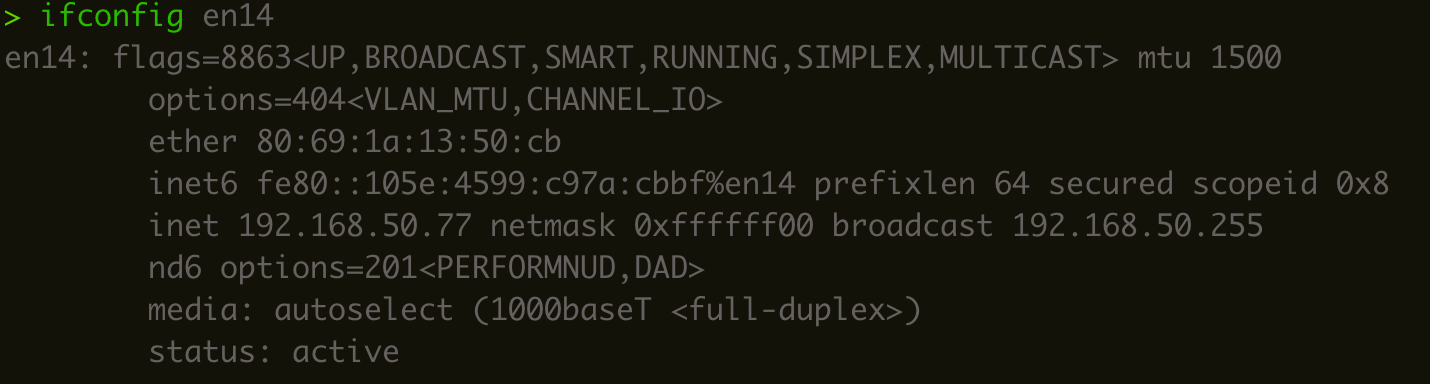 > ifconfig en14
en14: flags=8863<UP,BROADCAST,SMART,RUNNING,SIMPLEX,MULTICAST> mtu 1500
options=404<VLAN_MTU,CHANNEL_IO>
ether 80:69:1a:13:50:cb
inet6 fe80::105e:4599:c97a:cbbf%en14 prefixlen 64 secured scopeid 0x8
inet 192.168.50.77 netmask 0xffffff00 broadcast 192.168.50.255
nd6 options=201<PERFORMNUD,DAD>
media: autoselect (1000baseT <full-duplex>)
status: active